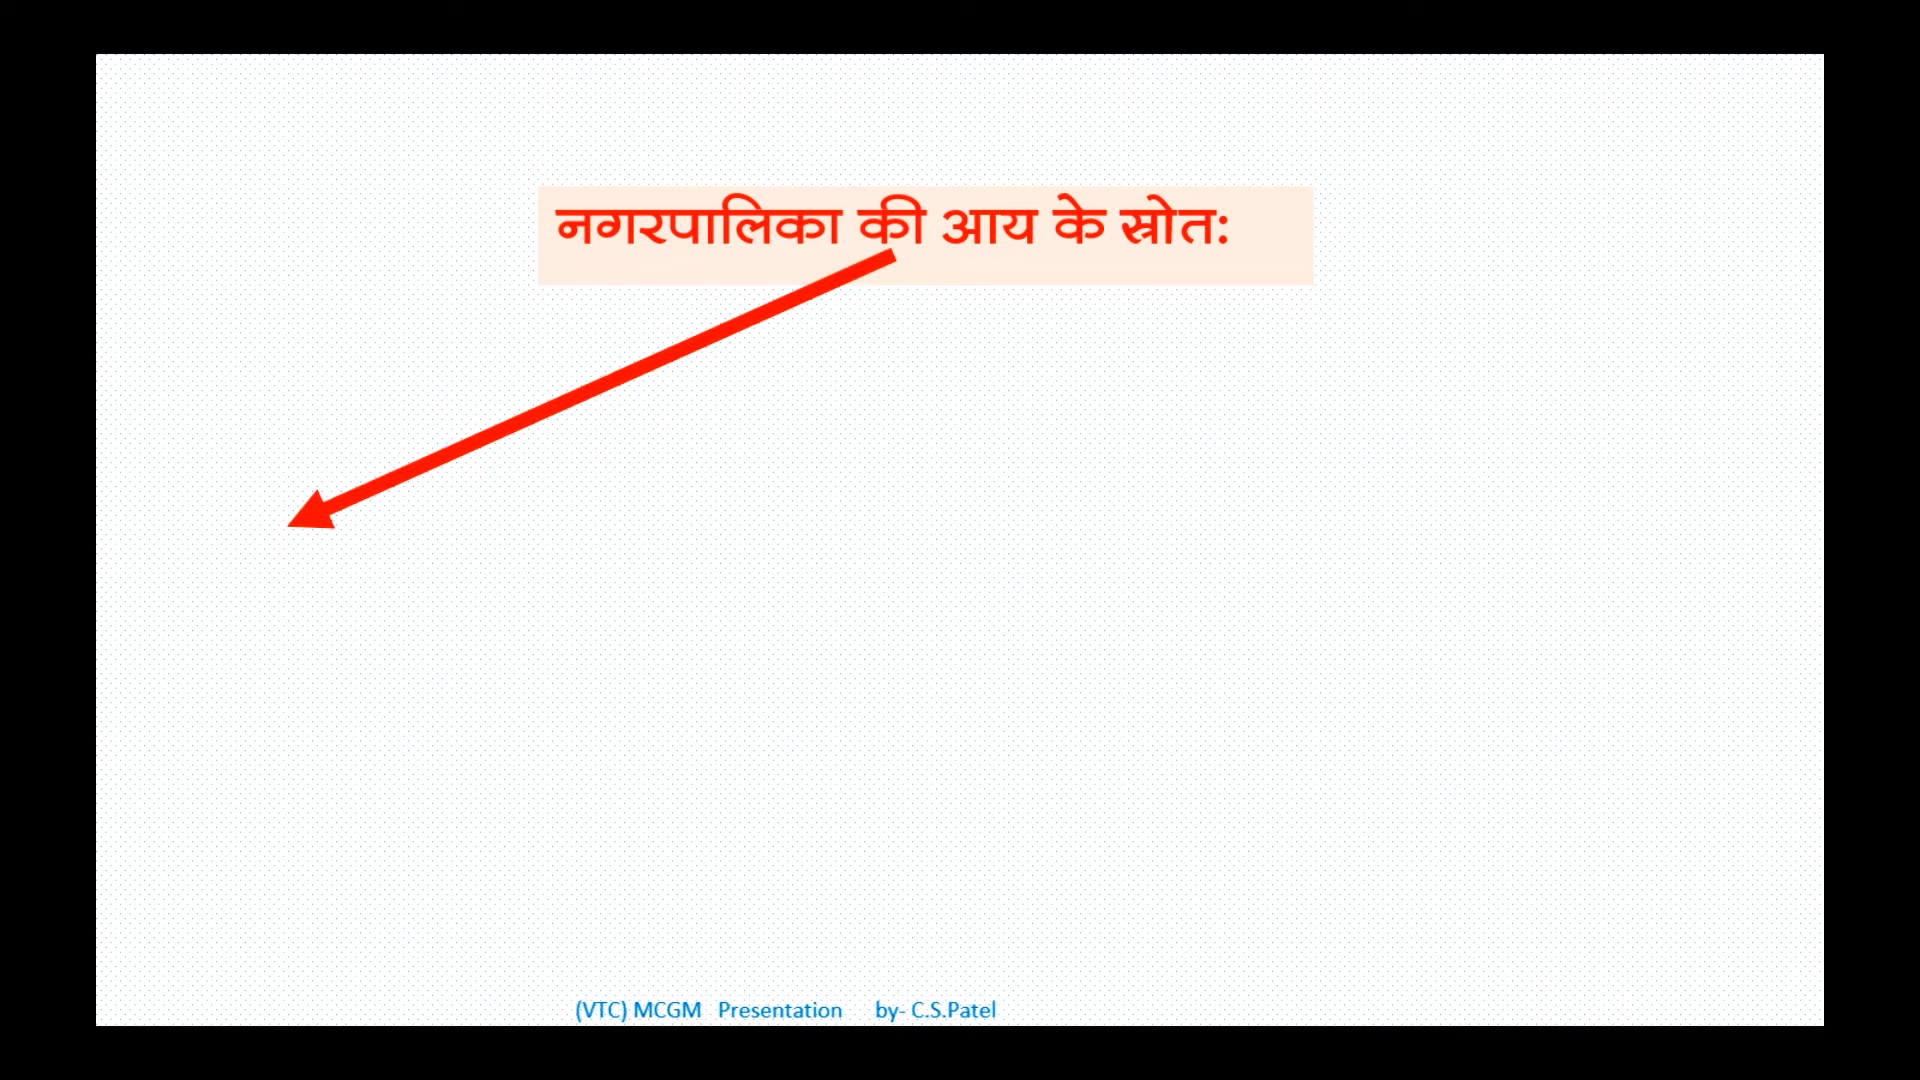 नगरपालिका की आय के स्रोत:
(VTC) MCGM Presentation by- C.S.Patel